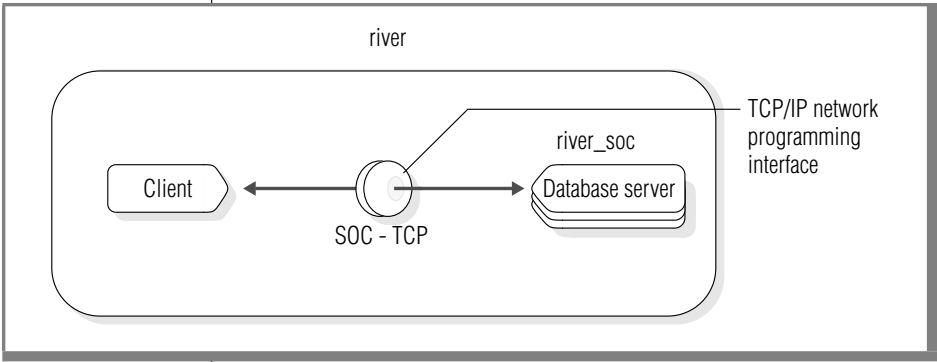 river
TCP/IP network
programming
interface
river_soc
Client
Database server
SOC - TCP